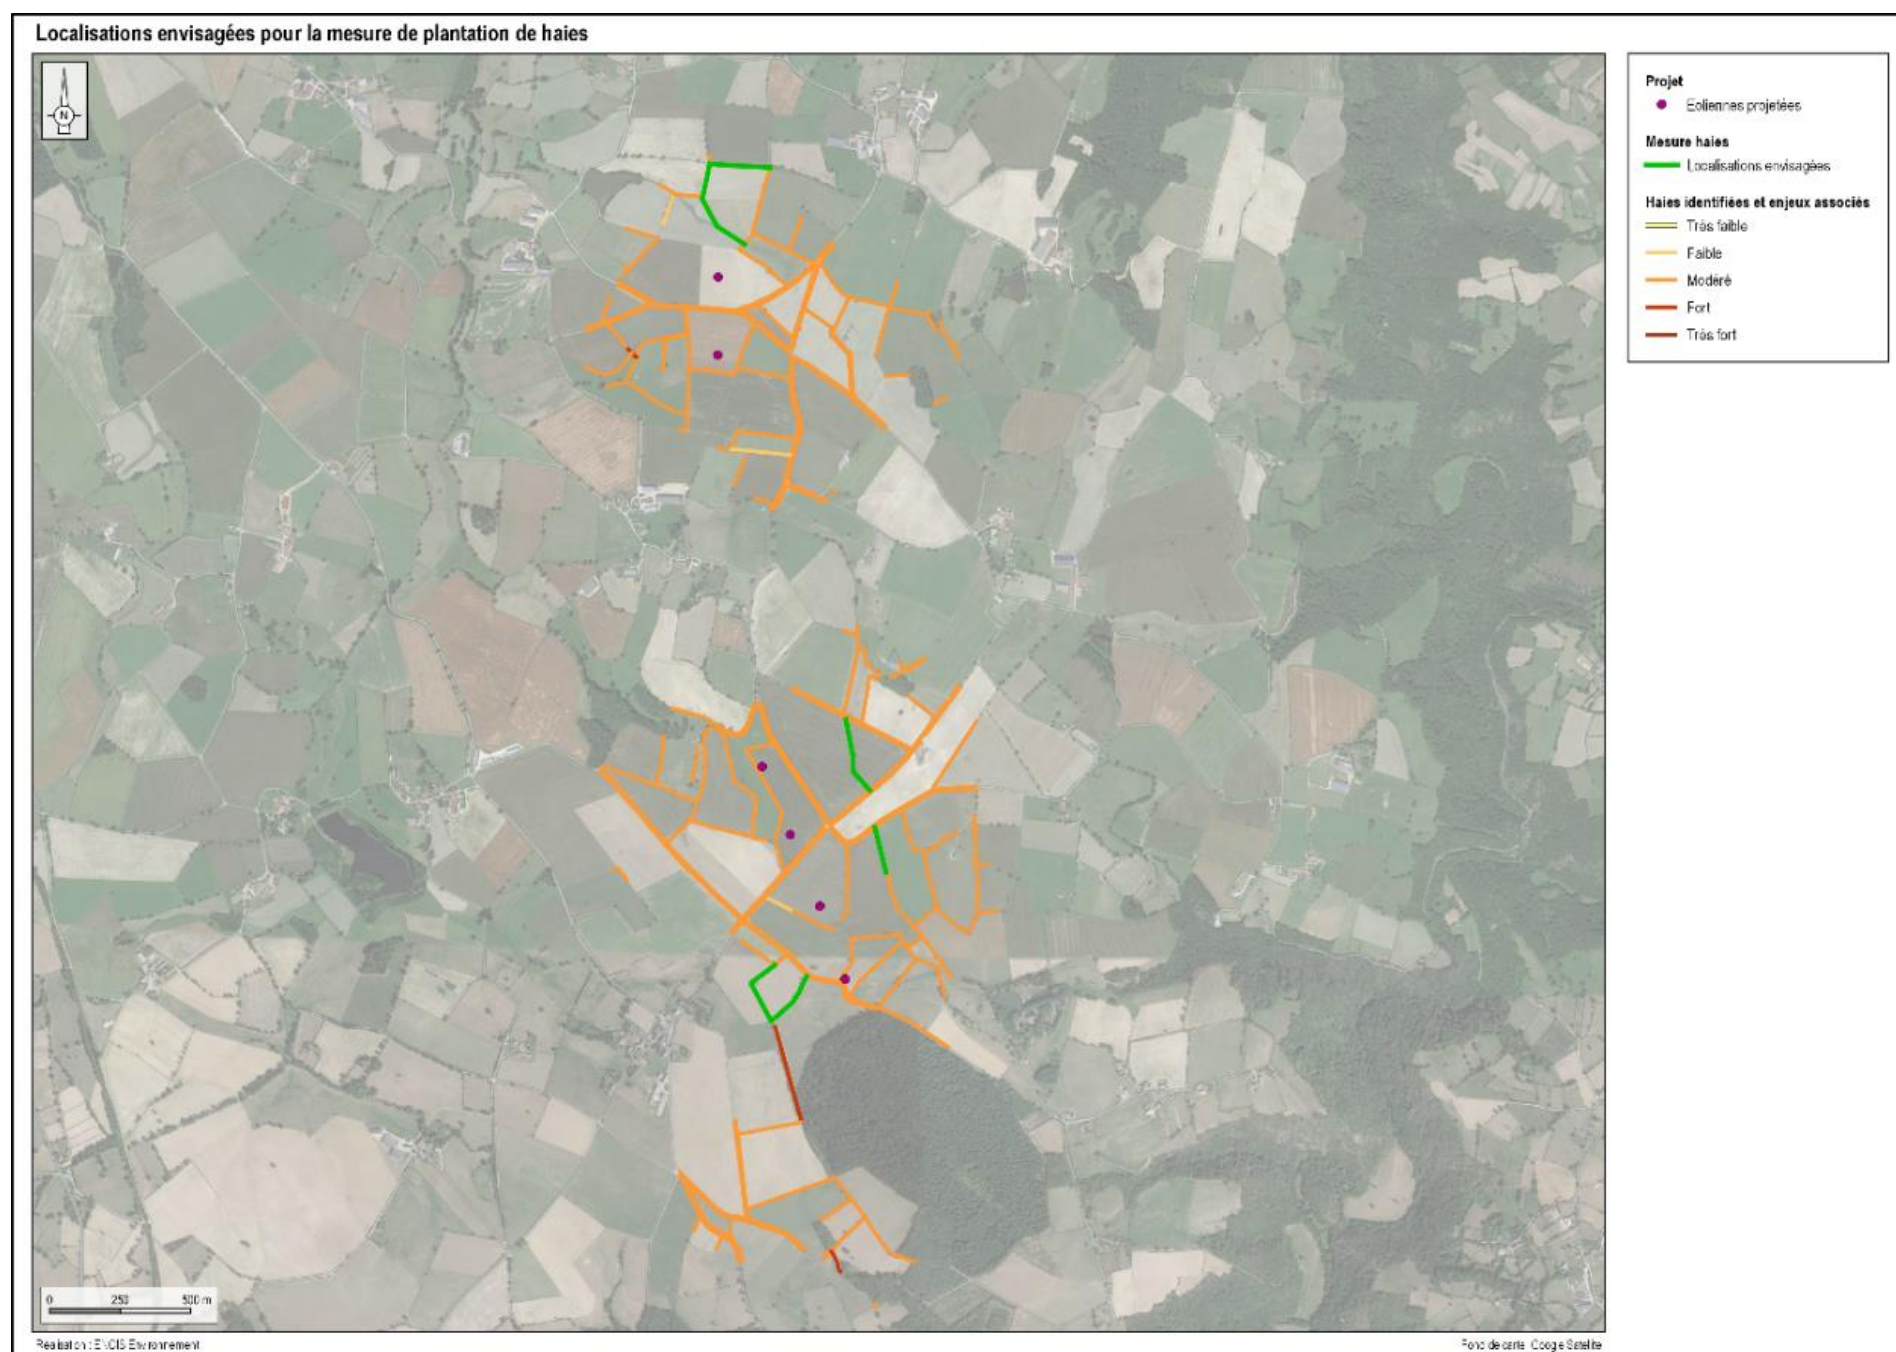 Localisations envisagées pour la mesure de plantation de haies
N
Projet
Eoliennes projetées
Mesure haies
Localisations envisagées
Haies identifiées et enjeux associés
Très faible
Faible
Modéré
Fort
Très fort
0 250 500 m
Réalisation : ENCIS Environnement
Fond de carte : Google Satellite